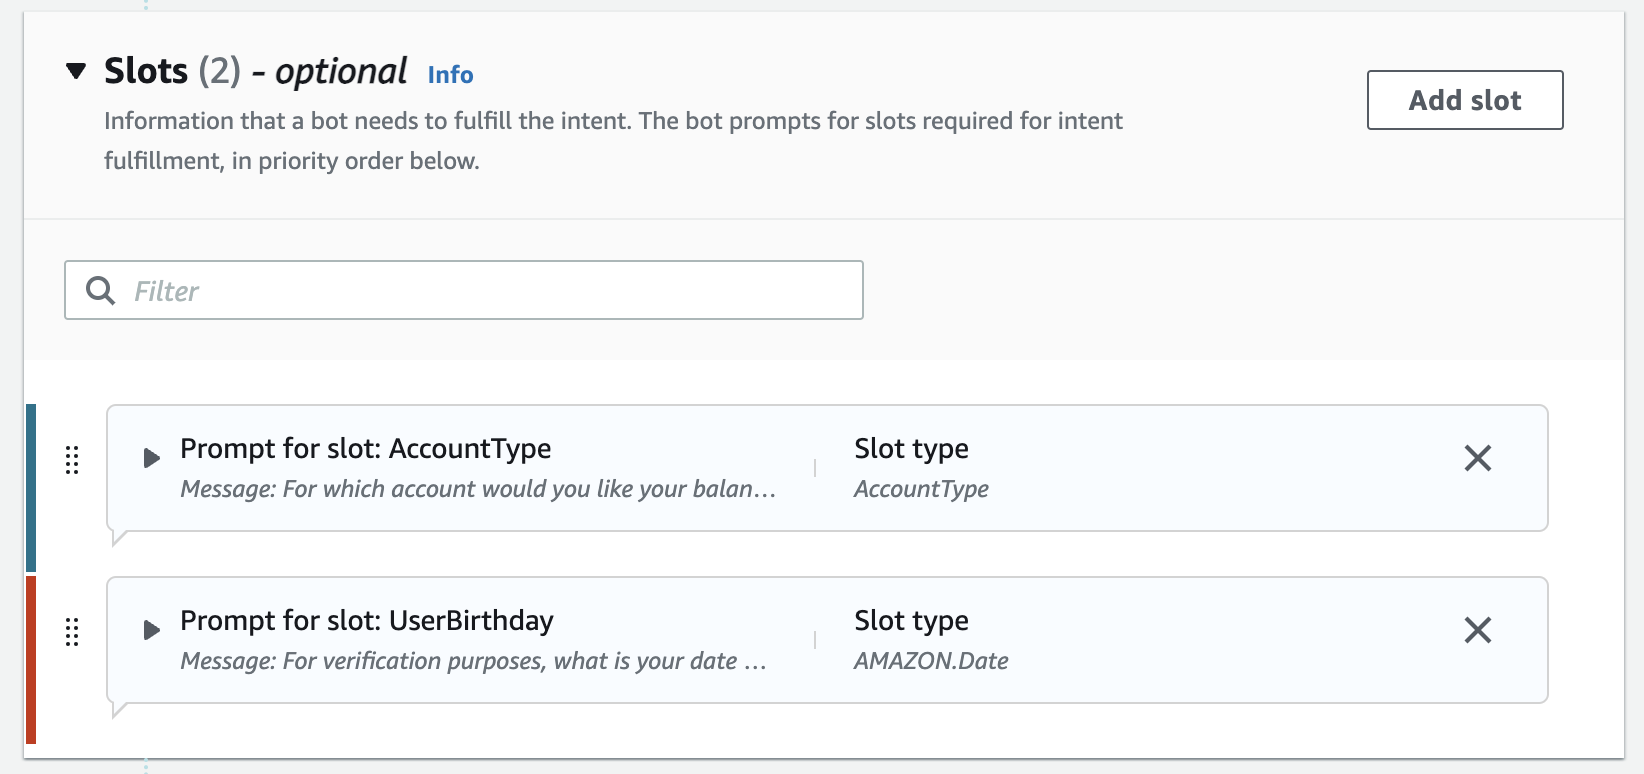 Slots (2) - optional Info
Add slot
Information that a bot needs to fulfill the intent. The bot prompts for slots required for intent
fulfillment, in priority order below.
Filter
Prompt for slot: AccountType
Message: For which account would you like your balan…
Slot type
AccountType
Prompt for slot: UserBirthday
Message: For verification purposes, what is your date …
Slot type
AMAZON.Date